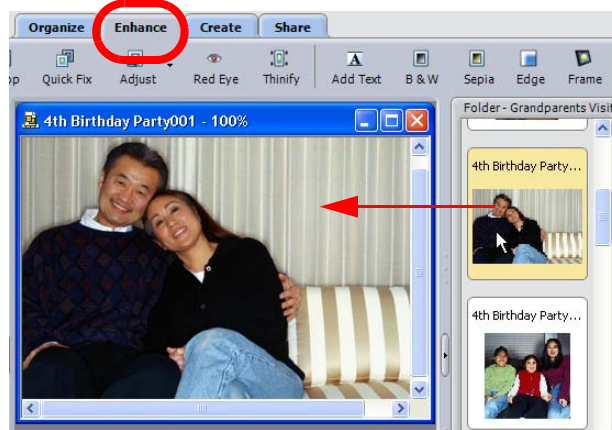 Organize Enhance Create Share
op Quick Fix Adjust Red Eye Thinify Add Text B & W Sepia Edge Frame
Folder - Grandparents Visit
4th Birthday Party001 - 100%
4th Birthday Party...
4th Birthday Party...